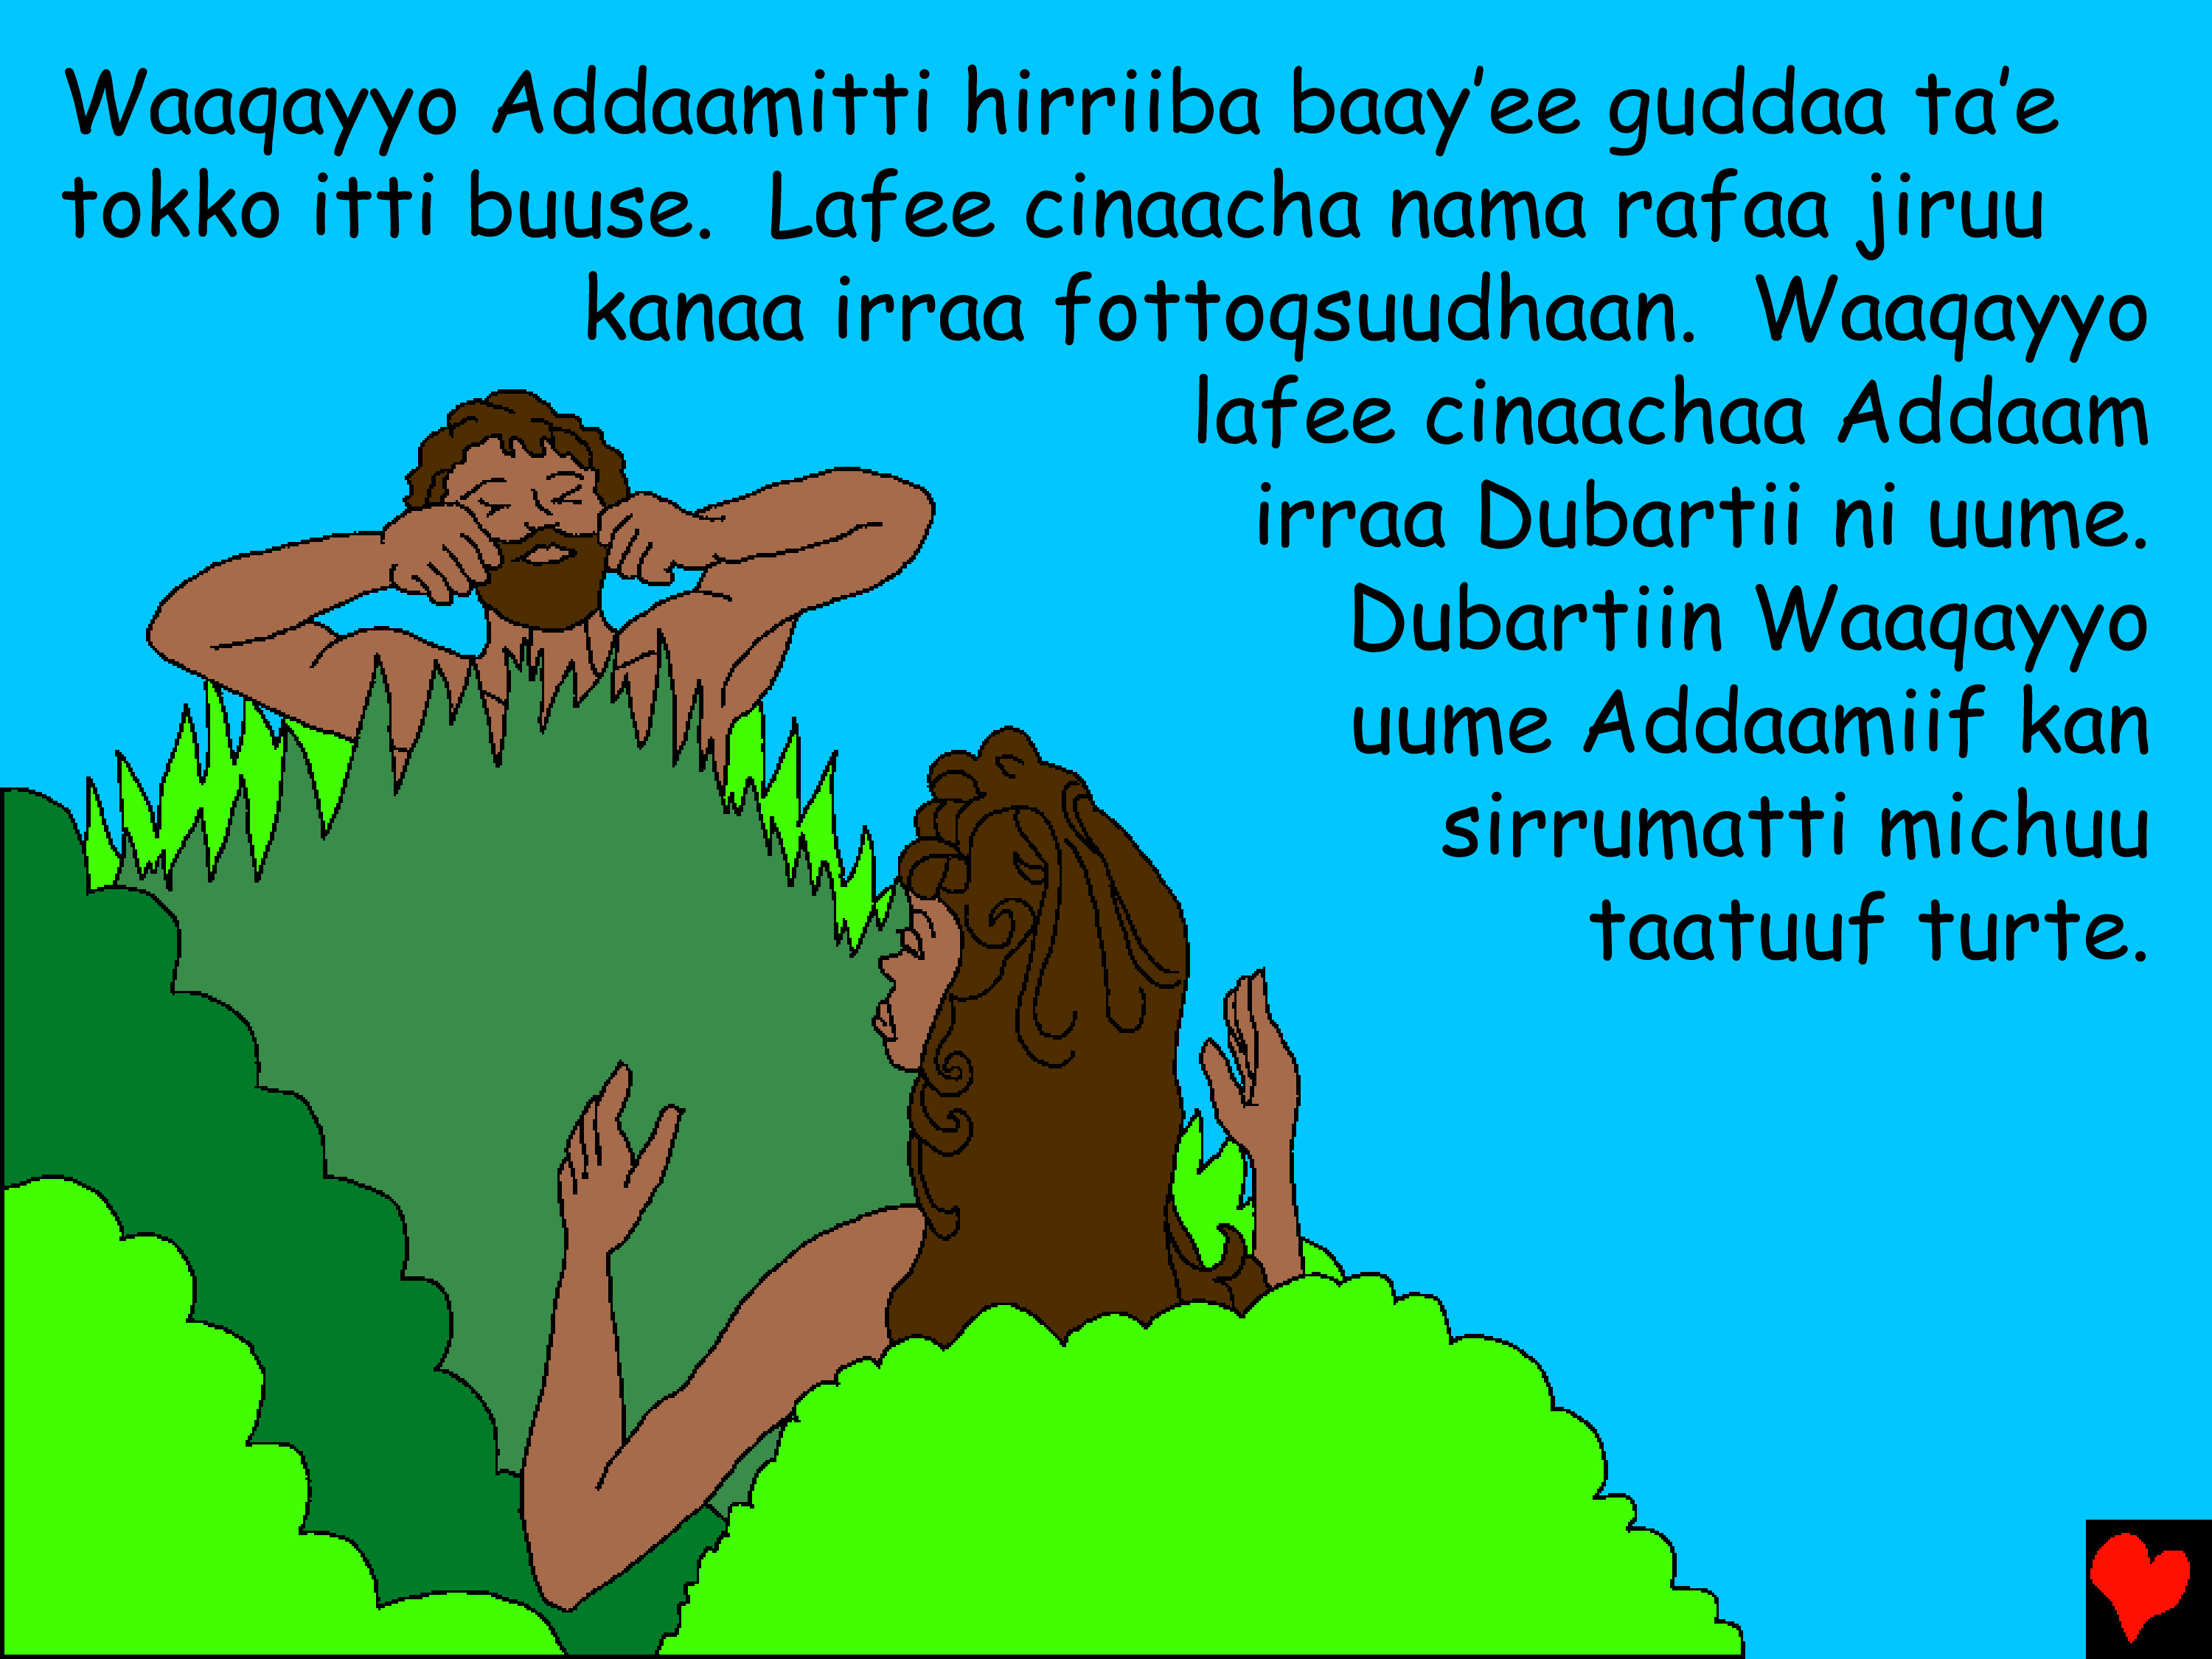 Waaqayyo Addaamitti hirriiba baay’ee guddaa ta’e
tokko itti buuse. Lafee cinaacha nama rafaa jiruu
kanaa irraa fottoqsuudhaan. Waaqayyo
lafee cinaachaa Addaam
irraa Dubartii ni uume.
Dubartiin Waaqayyo
uume Addaamiif kan
sirrumatti michuu
taatuuf turte.